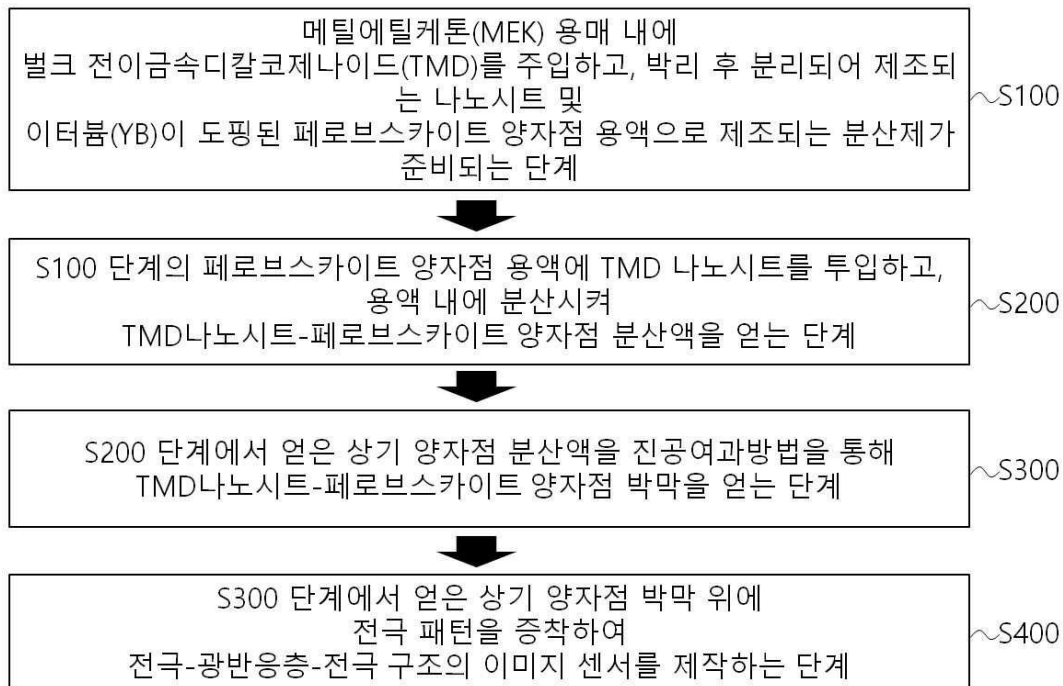 메틸에틸케톤(MEK) 용매 내에
벌크 전이금속디칼코제나이드(TMD)를 주입하고, 박리 후 분리되어 제조되
는 나노시트 및
이터븀(YB)이 도핑된 페로브스카이트 양자점 용액으로 제조되는 분산제가
준비되는 단계
S100
S100 단계의 페로브스카이트 양자점 용액에 TMD 나노시트를 투입하고,
용액 내에 분산시켜
TMD나노시트-페로브스카이트 양자점 분산액을 얻는 단계
S200
S200 단계에서 얻은 상기 양자점 분산액을 진공여과방법을 통해
TMD나노시트-페로브스카이트 양자점 박막을 얻는 단계
S300
S300 단계에서 얻은 상기 양자점 박막 위에
전극 패턴을 증착하여
전극-광반응층-전극 구조의 이미지 센서를 제작하는 단계
S400